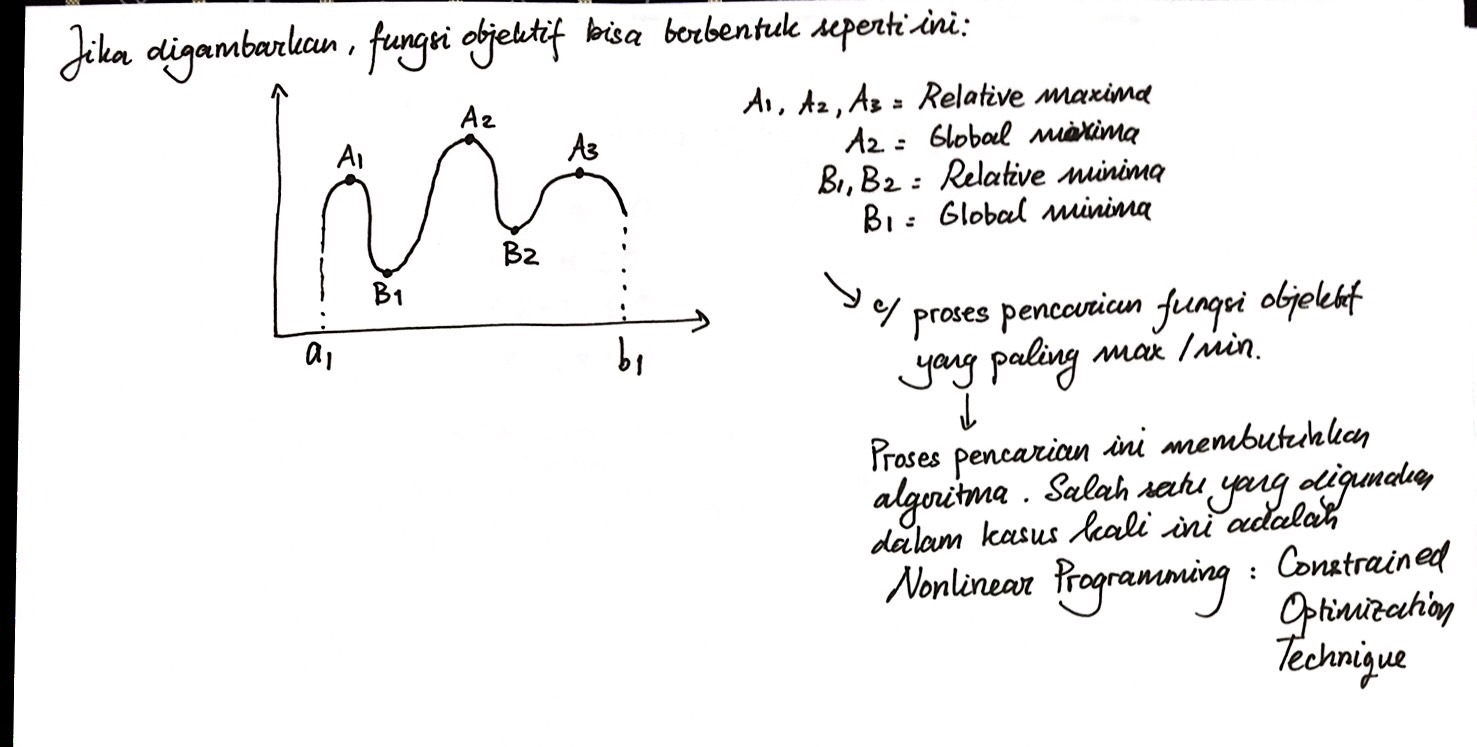 Jika digambarkan, fungsi objektif bisa berbentuk seperti ini:
A1
A2
A3
B1
B2
a1
b1
A1, A2, A3 = Relative maxima
A2 = Global maxima
B1, B2 = Relative minima
B1 = Global minima
↘ c/ proses pencarian fungsi objektif
yang paling max / min.
↓
Proses pencarian ini membutuhkan
algoritma. Salah satu yang digunakan
dalam kasus kali ini adalah
Nonlinear Programming : Constrained
Optimization
Technique